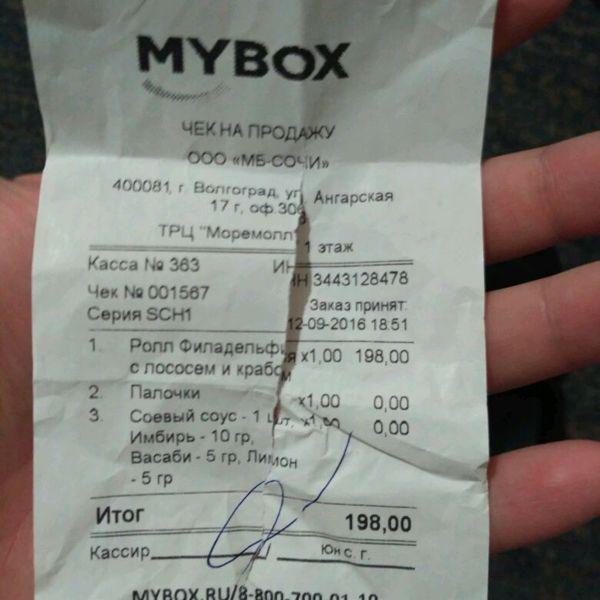 MYBOX
ЧЕК НА ПРОДАЖУ
ООО «МБ-СОЧИ»
400081, г. Волгоград, ул. Ангарская
17 г, оф.306
ТРЦ "Моремолл" 1 этаж
Касса № 363 ИНН 3443128478
Чек № 001567 Заказ принят:
Серия SCH1 12-09-2016 18:51
1. Ролл Филадельфия x1,00 198,00
с лососем и крабом
2. Палочки x1,00 0,00
3. Соевый соус - 1 шт, x1,00 0,00
Имбирь - 10 гр,
Васаби - 5 гр, Лимон
- 5 гр
Итог 198,00
Кассир Юн С. Г.
MYBOX.RU/8-800-700-01-10